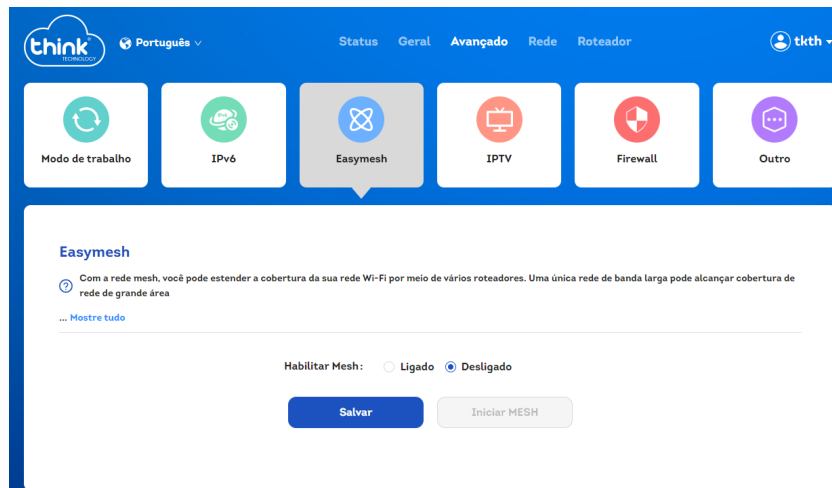 think®
TECHNOLOGY
Português
Status Geral Avançado Rede Roteador
tkth
Modo de trabalho IPv6 Easymesh IPTV Firewall Outro
Easymesh
Com a rede mesh, você pode estender a cobertura da sua rede Wi-Fi por meio de vários roteadores. Uma única rede de banda larga pode alcançar cobertura de
rede de grande área
... Mostre tudo
Habilitar Mesh: Ligado Desligado
Salvar Iniciar MESH